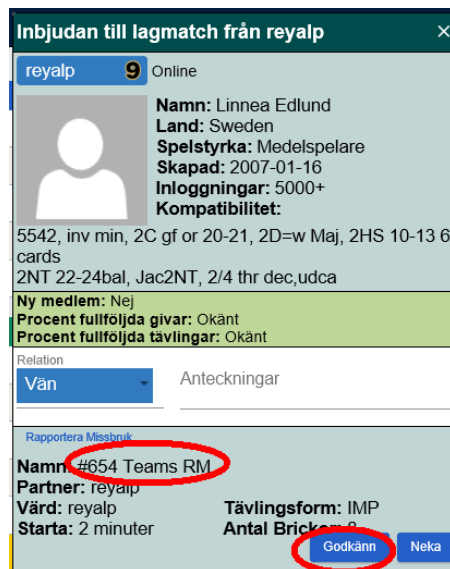 Inbjudan till lagmatch från reyalp ×
reyalp 9 Online
Namn: Linnea Edlund
Land: Sweden
Spelstyrka: Medelspelare
Skapad: 2007-01-16
Inloggningar: 5000+
Kompatibilitet:
5542, inv min, 2C gf or 20-21, 2D=w Maj, 2HS 10-13 6
cards
2NT 22-24bal, Jac2NT, 2/4 thr dec,udca
Ny medlem: Nej
Procent fullföljda givar: Okänt
Procent fullföljda tävlingar: Okänt
Relation
Vän Anteckningar
Rapportera Missbruk
Namn: #654 Teams RM
Partner: reyalp
Värd: reyalp Tävlingsform: IMP
Starta: 2 minuter Antal Brickor: 8
Godkänn Neka